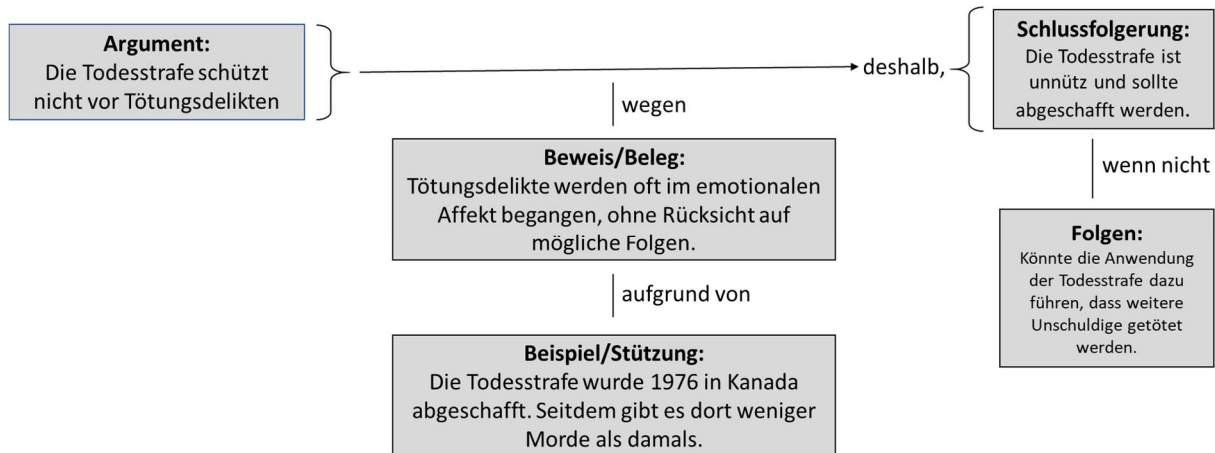 Argument:
Die Todesstrafe schützt
nicht vor Tötungsdelikten
deshalb,
Schlussfolgerung:
Die Todesstrafe ist
unnütz und sollte
abgeschafft werden.
wegen
Beweis/Beleg:
Tötungsdelikte werden oft im emotionalen
Affekt begangen, ohne Rücksicht auf
mögliche Folgen.
wenn nicht
Folgen:
Könnte die Anwendung
der Todesstrafe dazu
führen, dass weitere
Unschuldige getötet
werden.
aufgrund von
Beispiel/Stützung:
Die Todesstrafe wurde 1976 in Kanada
abgeschafft. Seitdem gibt es dort weniger
Morde als damals.